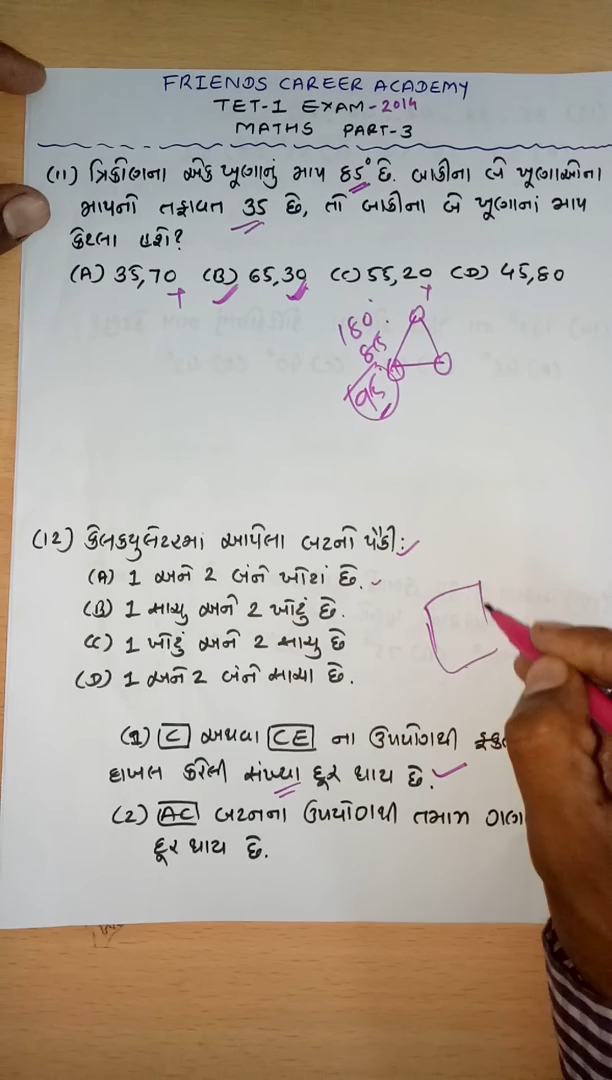 FRIENDS CAREER ACADEMY
TET-1 EXAM-2014
MATHS PART-3
(11) ત્રિકોણના એક ખૂણાનું માપ 85° છે. બાકીના બે ખૂણાઓના
માપનો તફાવત 35 છે, તો બાકીના બે ખૂણાનાં માપ
કેટલા હશે?
(A) 35,70 (B) 65,30 (C) 55,20 (D) 45,80
180°
85
95
(12) કેલક્યુલેટરમાં આપેલા બટનો પૈકી:
(A) 1 અને 2 બંને ખોટાં છે.
(B) 1 સાચુ અને 2 ખોટું છે.
(C) 1 ખોટું અને 2 સાચુ છે
(D) 1 અને 2 બંને સાચા છે.
(1) C અથવા CE ના ઉપયોગથી
દાખલ કરેલી સંખ્યા દૂર થાય છે.
(2) AC બટનના ઉપયોગથી તમામ
દૂર થાય છે.